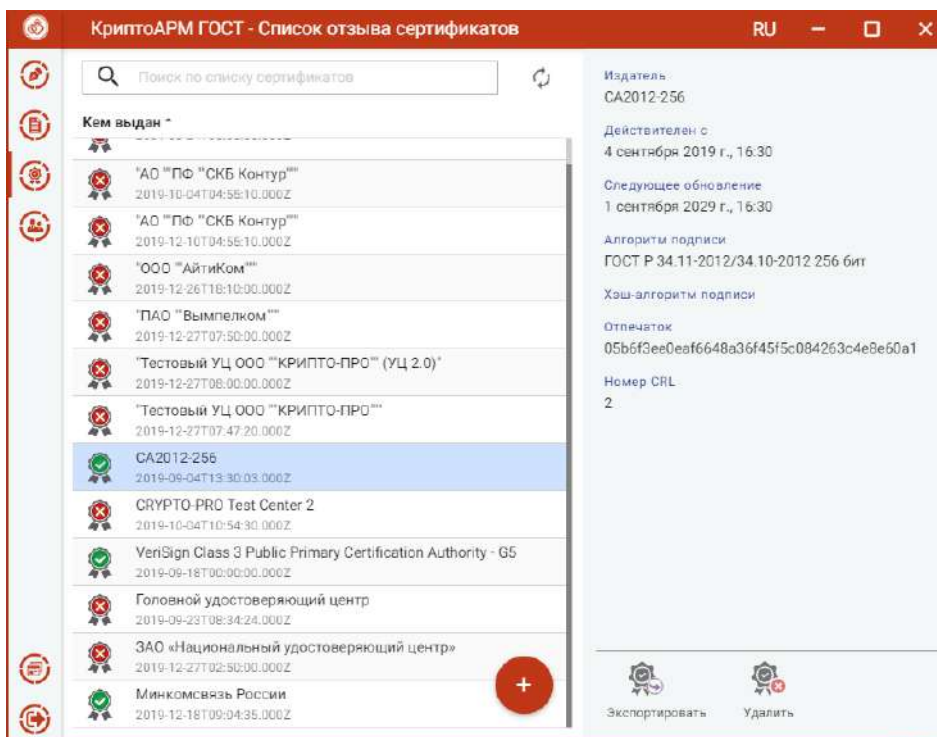 КриптоАРМ ГОСТ - Список отзыва сертификатов
RU
Поиск по списку сертификатов
Кем выдан
"АО ""ПФ "СКБ Контур"""
2019-10-04T04:55:10.000Z
"АО ""ПФ "СКБ Контур"""
2019-12-10T04:55:10.000Z
"ООО ""АйтиКом"""
2019-12-26T18:10:00.000Z
"ПАО ""Вымпелком"""
2019-12-27T07:50:00.000Z
"Тестовый УЦ ООО ""КРИПТО-ПРО"" (УЦ 2.0)"
2019-12-27T08:00:00.000Z
"Тестовый УЦ ООО ""КРИПТО-ПРО"""
2019-12-27T07:47:20.000Z
CA2012-256
2019-09-04T13:30:03.000Z
CRYPTO-PRO Test Center 2
2019-10-04T10:54:30.000Z
VeriSign Class 3 Public Primary Certification Authority - G5
2019-09-18T00:00:00.000Z
Головной удостоверяющий центр
2019-09-23T08:34:24.000Z
ЗАО «Национальный удостоверяющий центр»
2019-12-27T02:50:00.000Z
Минкомсвязь России
2019-12-18T09:04:35.000Z
Издатель
CA2012-256
Действителен с
4 сентября 2019 г., 16:30
Следующее обновление
1 сентября 2029 г., 16:30
Алгоритм подписи
ГОСТ Р 34.11-2012/34.10-2012 256 бит
Хэш-алгоритм подписи
Отпечаток
05b6f3ee0eaf6648a36f45f5c084263c4e8e60a1
Номер CRL
2
Экспортировать
Удалить